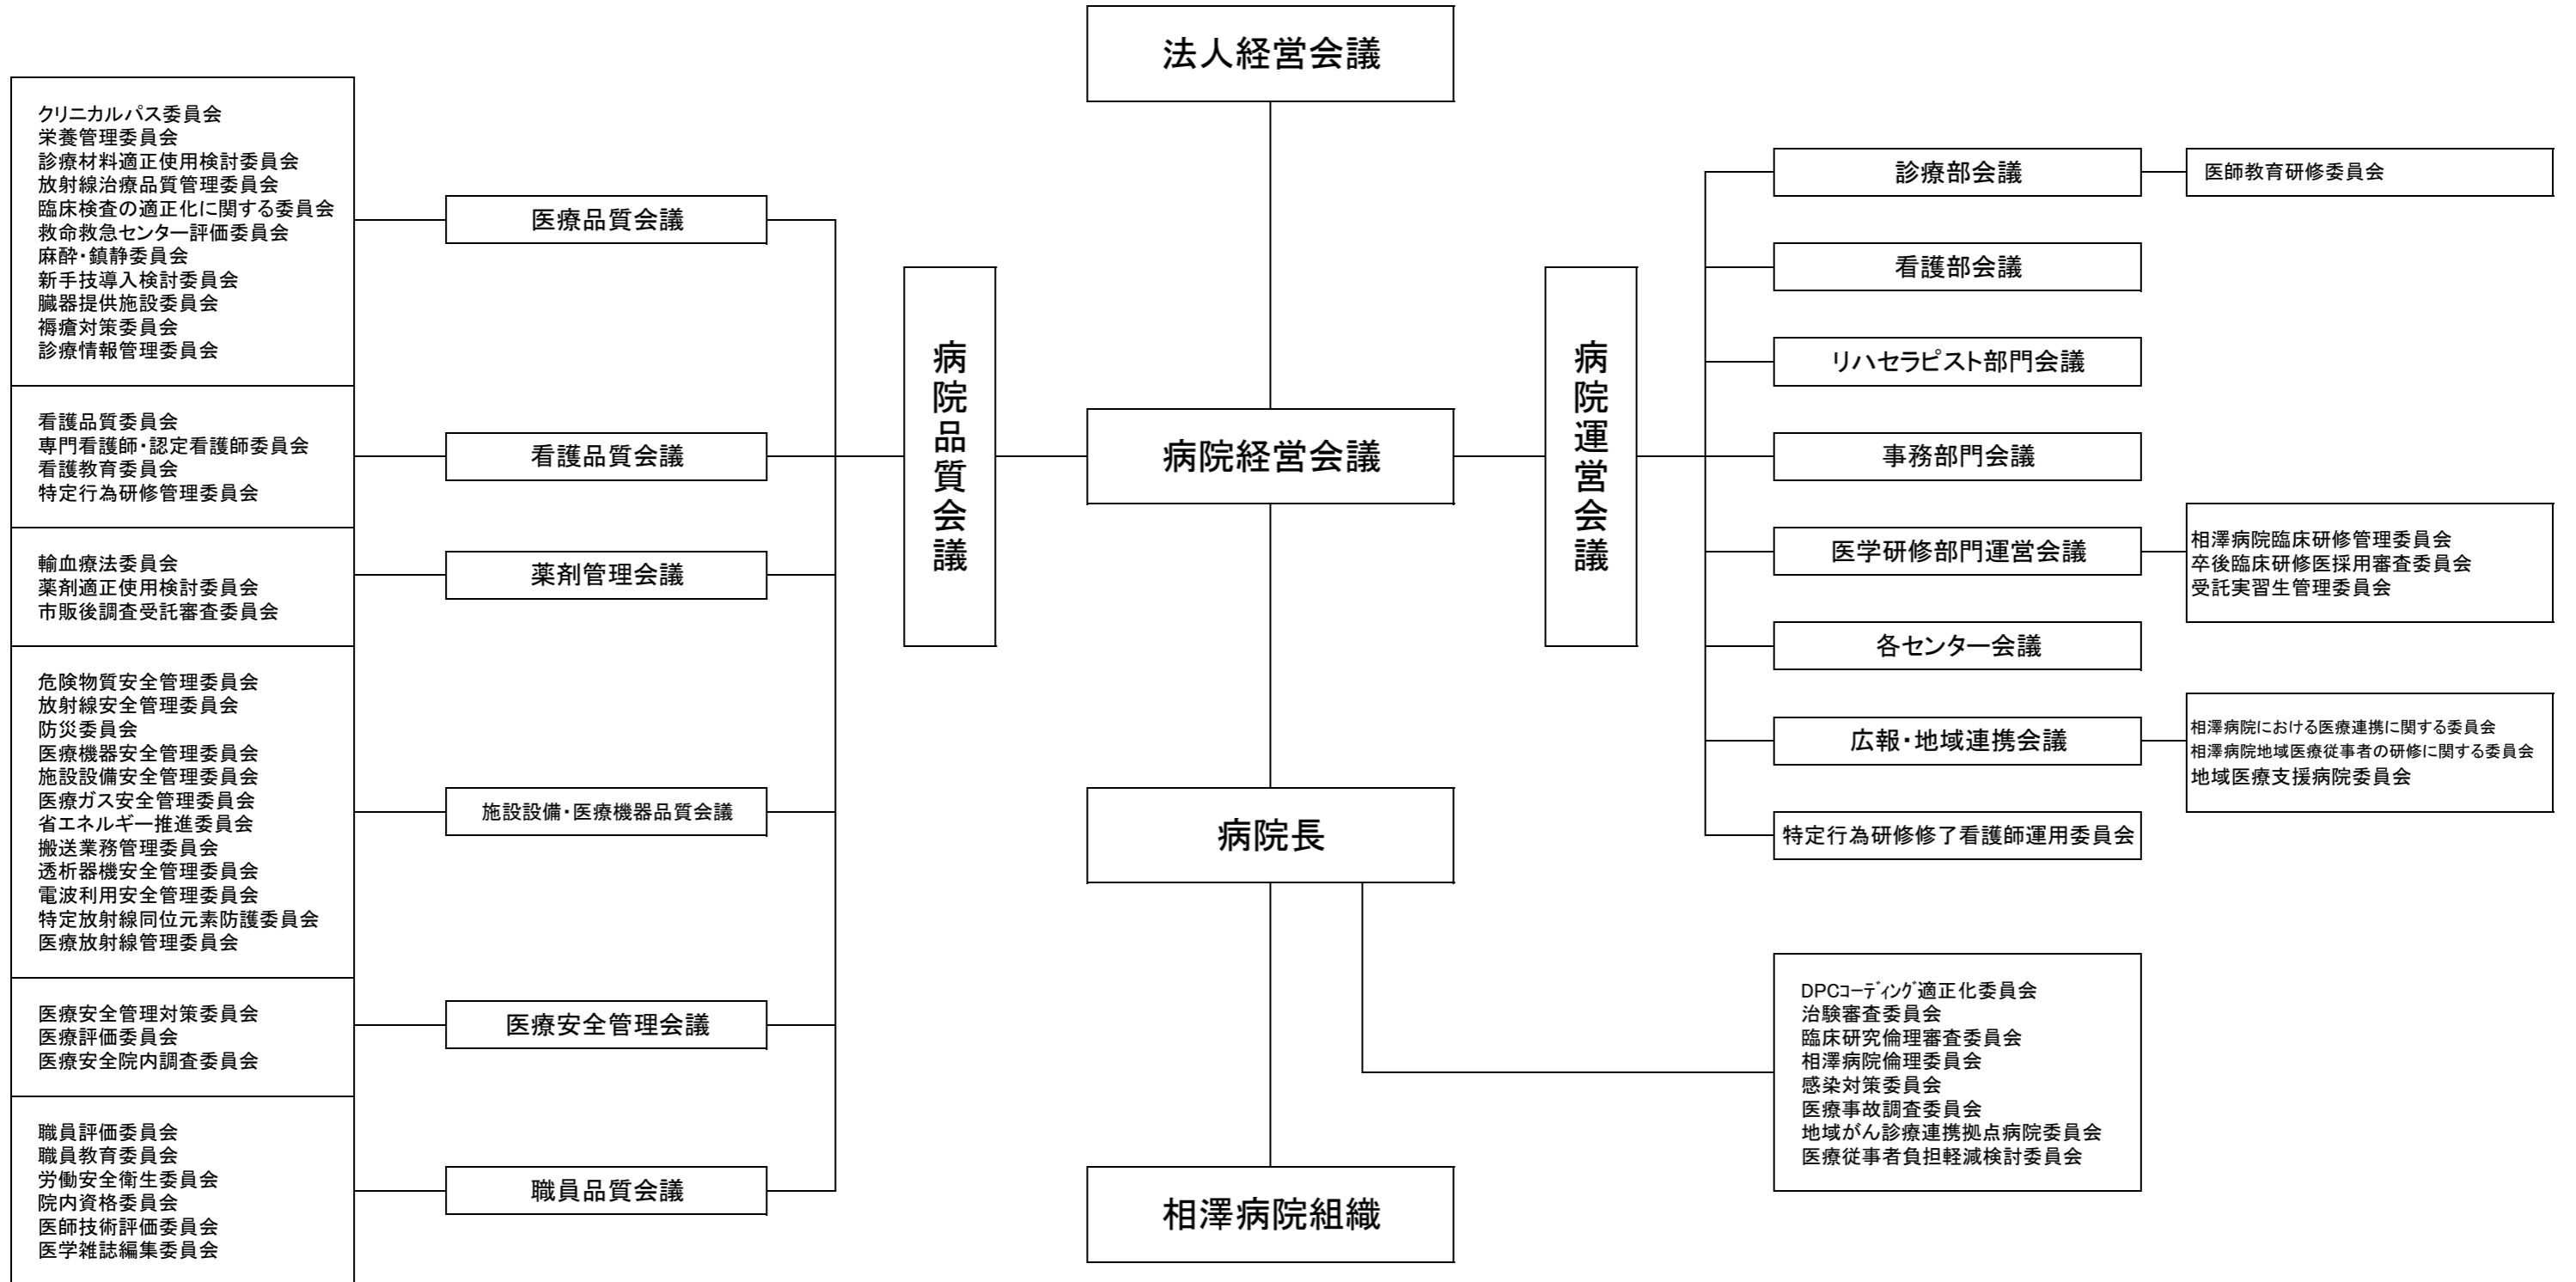 法人経営会議
クリニカルパス委員会
栄養管理委員会
診療材料適正使用検討委員会
放射線治療品質管理委員会
臨床検査の適正化に関する委員会
救命救急センター評価委員会
麻酔・鎮静委員会
新手技導入検討委員会
臓器提供施設委員会
褥瘡対策委員会
診療情報管理委員会
医療品質会議
看護品質委員会
専門看護師・認定看護師委員会
看護教育委員会
特定行為研修管理委員会
看護品質会議
輸血療法委員会
薬剤適正使用検討委員会
市販後調査受託審査委員会
薬剤管理会議
危険物質安全管理委員会
放射線安全管理委員会
防災委員会
医療機器安全管理委員会
施設設備安全管理委員会
医療ガス安全管理委員会
省エネルギー推進委員会
搬送業務管理委員会
透析器機安全管理委員会
電波利用安全管理委員会
特定放射線同位元素防護委員会
医療放射線管理委員会
施設設備・医療機器品質会議
医療安全管理対策委員会
医療評価委員会
医療安全院内調査委員会
医療安全管理会議
職員評価委員会
職員教育委員会
労働安全衛生委員会
院内資格委員会
医師技術評価委員会
医学雑誌編集委員会
職員品質会議
病院品質会議
病院経営会議
病院長
相澤病院組織
病院運営会議
診療部会議
医師教育研修委員会
看護部会議
リハセラピスト部門会議
事務部門会議
医学研修部門運営会議
相澤病院臨床研修管理委員会
卒後臨床研修医採用審査委員会
受託実習生管理委員会
各センター会議
広報・地域連携会議
相澤病院における医療連携に関する委員会
相澤病院地域医療従事者の研修に関する委員会
地域医療支援病院委員会
特定行為研修修了看護師運用委員会
DPCｺｰﾃﾞｨﾝｸﾞ適正化委員会
治験審査委員会
臨床研究倫理審査委員会
相澤病院倫理委員会
感染対策委員会
医療事故調査委員会
地域がん診療連携拠点病院委員会
医療従事者負担軽減検討委員会